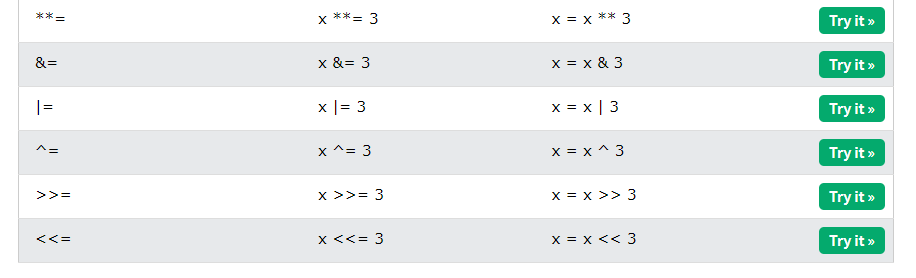 **= x **= 3 x = x ** 3 Try it »
&= x &= 3 x = x & 3 Try it »
|= x |= 3 x = x | 3 Try it »
^= x ^= 3 x = x ^ 3 Try it »
>>= x >>= 3 x = x >> 3 Try it »
<<= x <<= 3 x = x << 3 Try it »